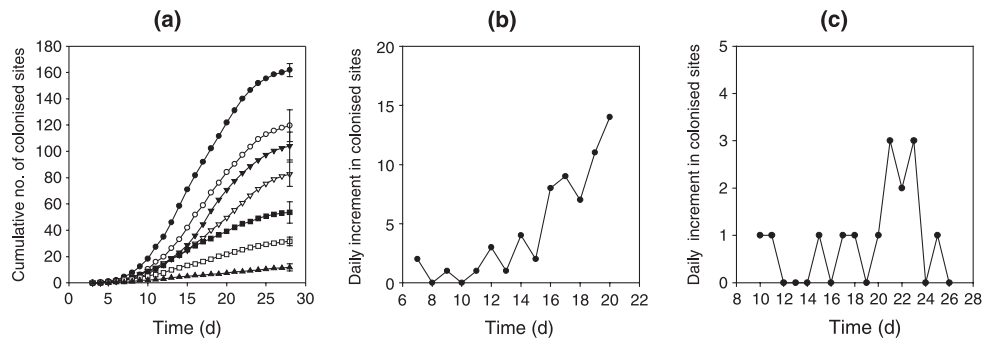 (a)
Cumulative no. of colonised sites
180
160
140
120
100
80
60
40
20
0
0 5 10 15 20 25 30
Time (d)
(b)
Daily increment in colonised sites
20
15
10
5
0
6 8 10 12 14 16 18 20 22
Time (d)
(c)
Daily increment in colonised sites
5
4
3
2
1
0
8 10 12 14 16 18 20 22 24 26 28
Time (d)